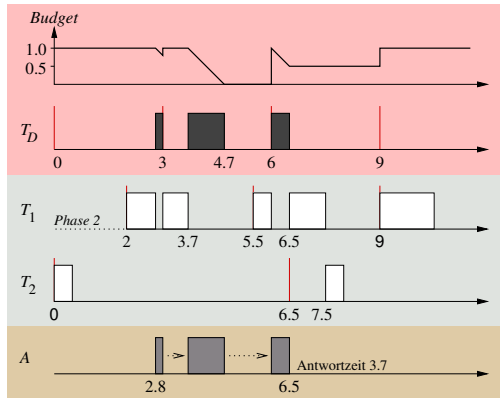 Budget
1.0
0.5
T_D
0 3 4.7 6 9
T_1
Phase 2
2 3.7 5.5 6.5 9
T_2
0 6.5 7.5
A
Antwortzeit 3.7
2.8 6.5